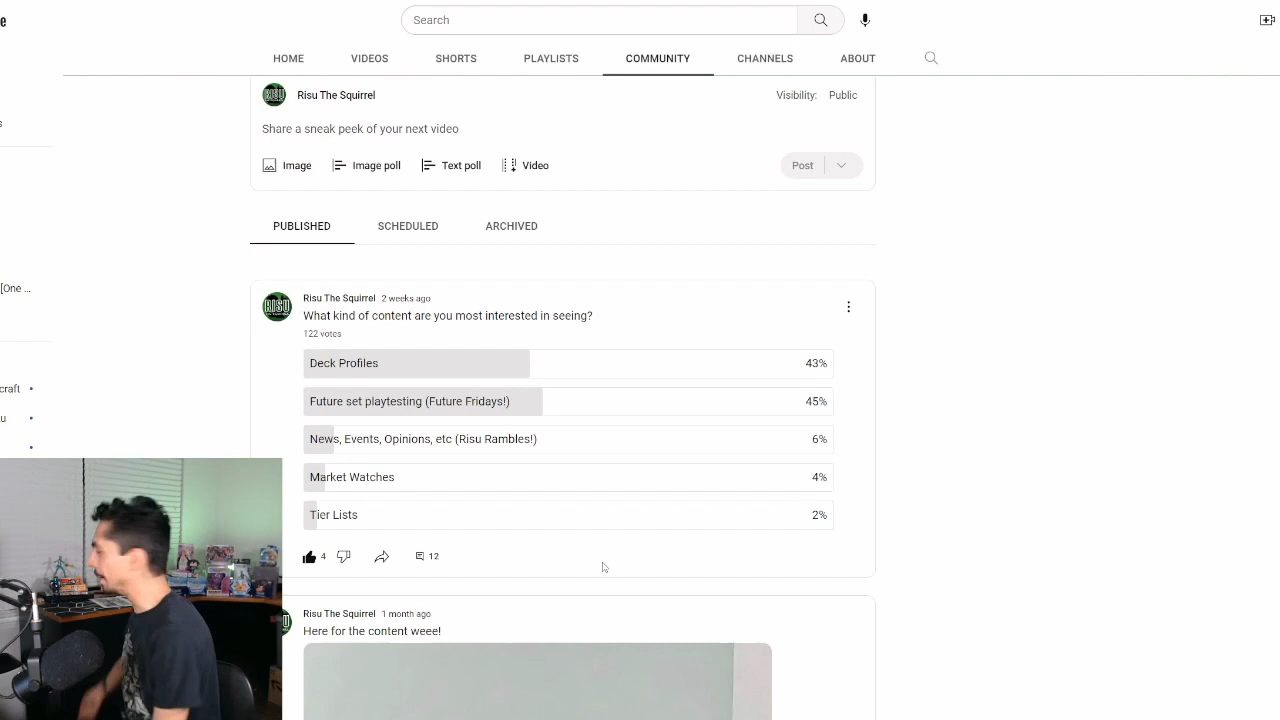 e
Search
HOME VIDEOS SHORTS PLAYLISTS COMMUNITY CHANNELS ABOUT
Risu The Squirrel Visibility: Public
s
Share a sneak peek of your next video
Image Image poll Text poll Video Post
PUBLISHED SCHEDULED ARCHIVED
[One ...
Risu The Squirrel 2 weeks ago
RISU
What kind of content are you most interested in seeing?
122 votes
Deck Profiles 43%
craft
Future set playtesting (Future Fridays!) 45%
u
News, Events, Opinions, etc (Risu Rambles!) 6%
Market Watches 4%
Tier Lists 2%
4 12
Risu The Squirrel 1 month ago
Here for the content weee!